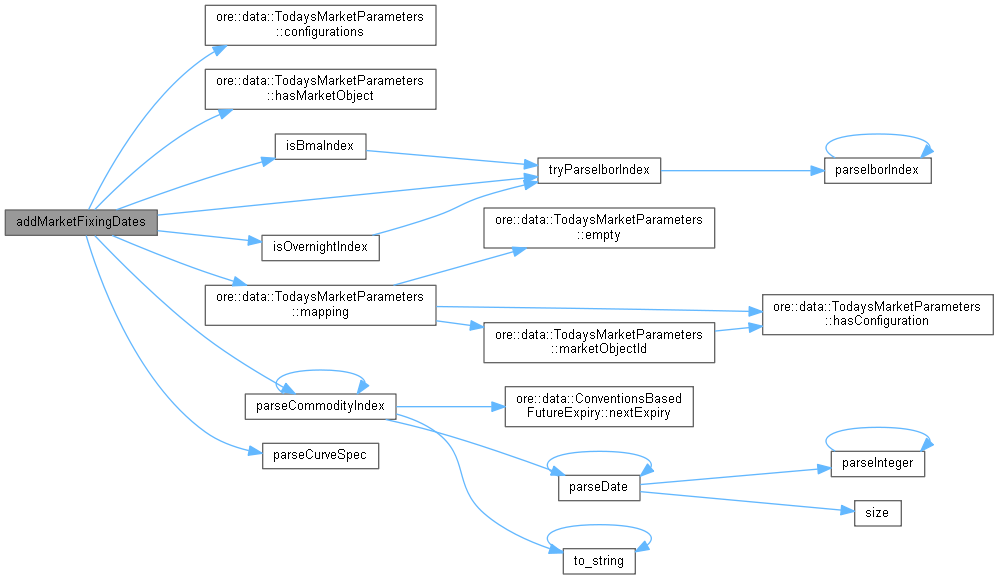 ore::data::TodaysMarketParameters
::configurations
ore::data::TodaysMarketParameters
::hasMarketObject
isBmaIndex
tryParseIborIndex
parseIborIndex
addMarketFixingDates
isOvernightIndex
ore::data::TodaysMarketParameters
::empty
ore::data::TodaysMarketParameters
::mapping
ore::data::TodaysMarketParameters
::hasConfiguration
ore::data::TodaysMarketParameters
::marketObjectId
parseCommodityIndex
ore::data::ConventionsBased
FutureExpiry::nextExpiry
parseCurveSpec
parseInteger
parseDate
size
to_string